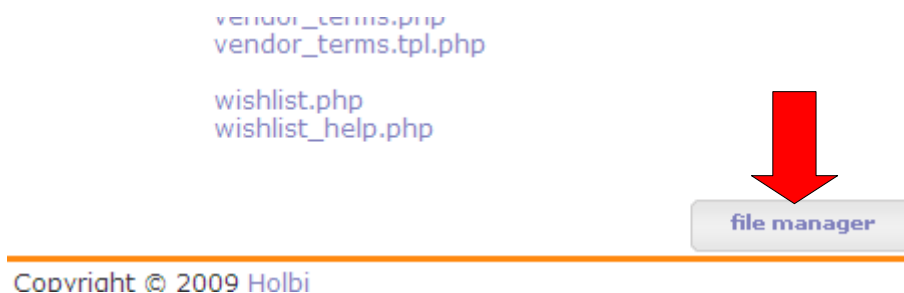 vendor_terms.php
vendor_terms.tpl.php
wishlist.php
wishlist_help.php
file manager
Copyright © 2009 Holbi